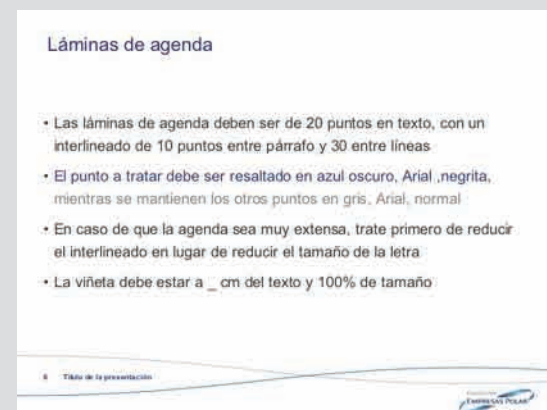 Láminas de agenda
• Las láminas de agenda deben ser de 20 puntos en texto, con un
interlineado de 10 puntos entre párrafo y 30 entre líneas
• El punto a tratar debe ser resaltado en azul oscuro, Arial ,negrita,
mientras se mantienen los otros puntos en gris, Arial, normal
• En caso de que la agenda sea muy extensa, trate primero de reducir
el interlineado en lugar de reducir el tamaño de la letra
• La viñeta debe estar a _ cm del texto y 100% de tamaño
Título de la presentación
EMPRESAS POLAR